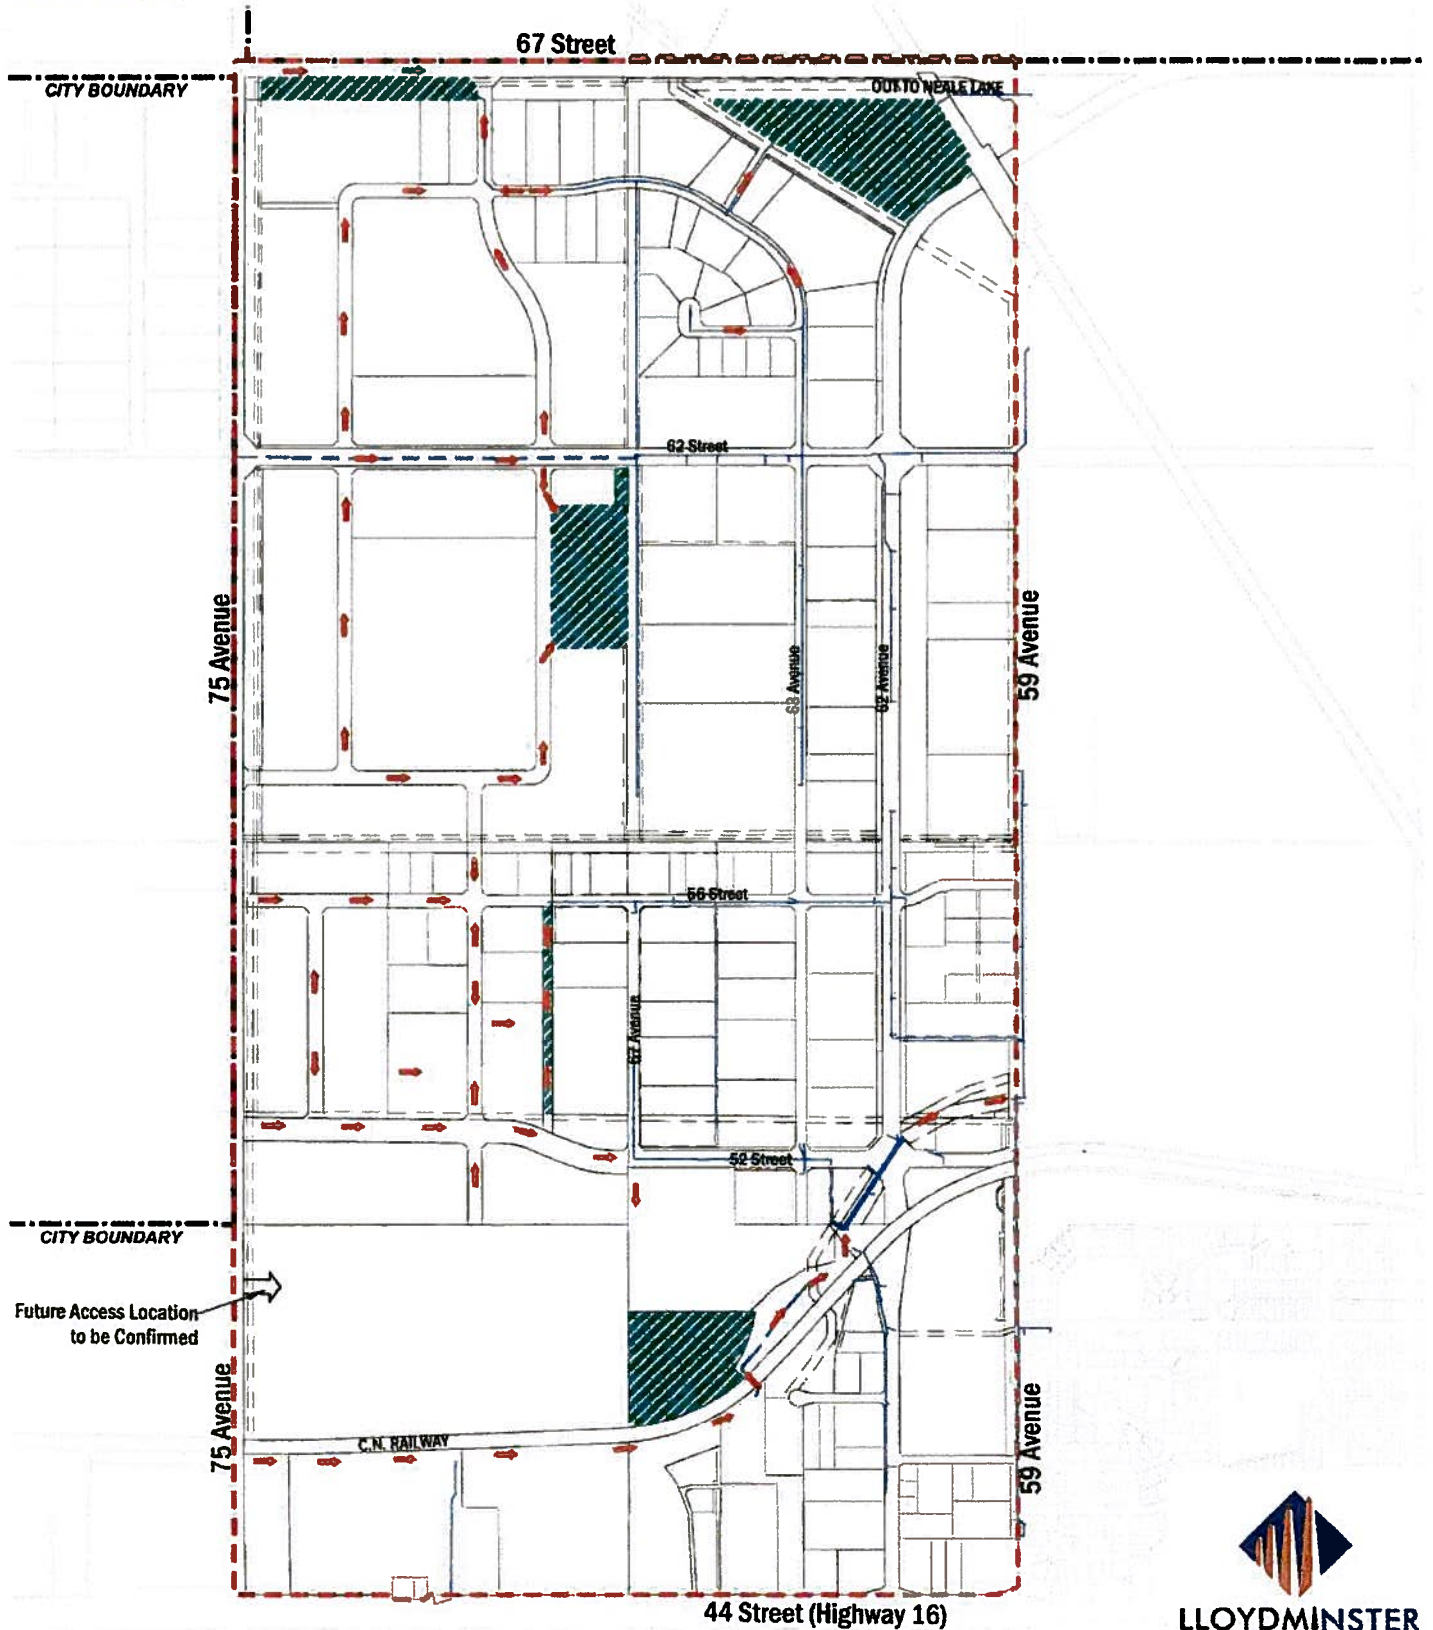 67 Street
CITY BOUNDARY
OUT TO NEALE LAKE
62 Street
75 Avenue
63 Avenue
62 Avenue
59 Avenue
56 Street
67 Avenue
52 Street
CITY BOUNDARY
Future Access Location
to be Confirmed
75 Avenue
C.N. RAILWAY
59 Avenue
44 Street (Highway 16)
LLOYDMINSTER